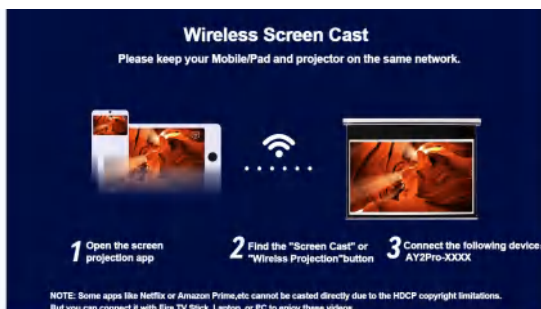 Wireless Screen Cast
Please keep your Mobile/Pad and projector on the same network.
1 Open the screen
projection app
2 Find the "Screen Cast" or
"Wirelss Projection"button
3 Connect the following device
AY2Pro-XXXX
NOTE: Some apps like Netflix or Amazon Prime,etc cannot be casted directly due to the HDCP copyright limitations.
But you can connect it with Fire TV Stick, Laptop, or PC to enjoy these videos